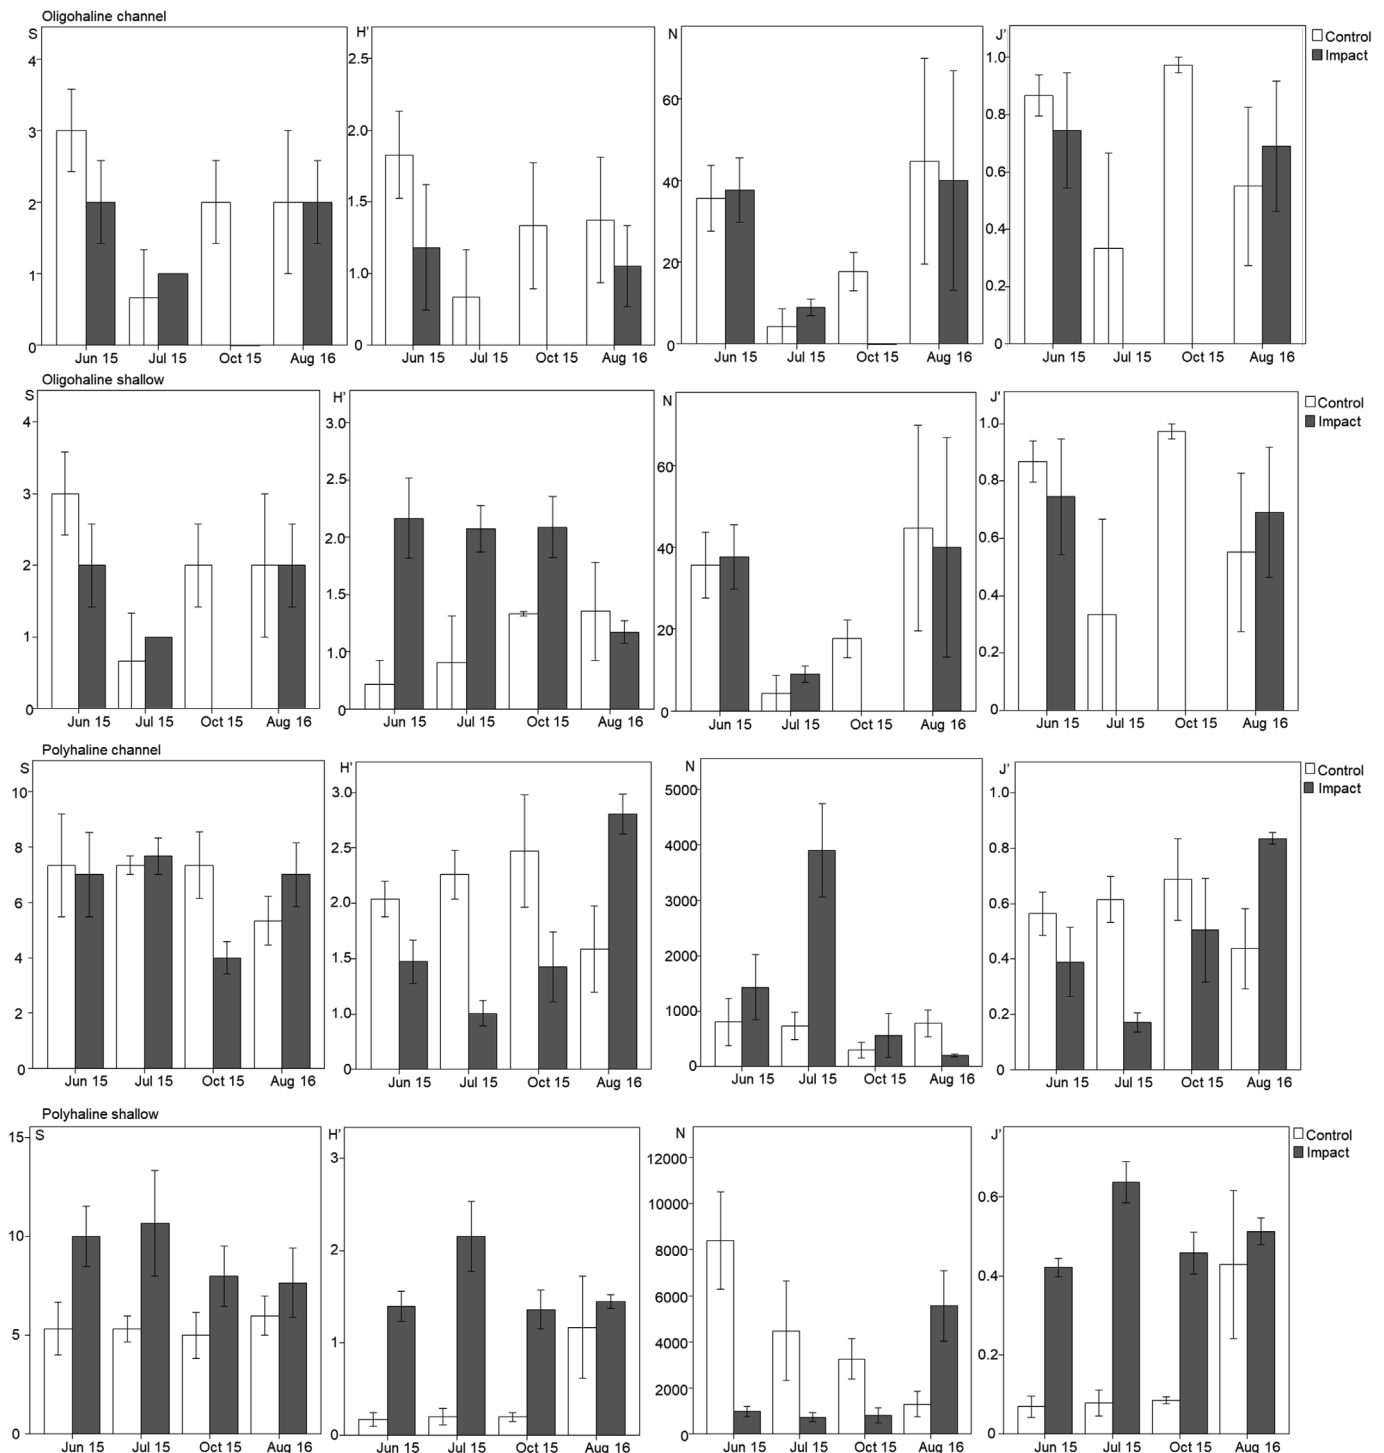 Oligohaline channel
S
4
3
2
1
0
Jun 15
Jul 15
Oct 15
Aug 16
H'
2.5
2.0
1.5
1.0
0
Jun 15
Jul 15
Oct 15
Aug 16
N
60
40
20
0
Jun 15
Jul 15
Oct 15
Aug 16
J'
1.0
0.8
0.6
0.4
0.2
0
Jun 15
Jul 15
Oct 15
Aug 16
Control
Impact
Oligohaline shallow
S
4
3
2
1
0
Jun 15
Jul 15
Oct 15
Aug 16
H'
3.0
2.5
2.0
1.5
1.0
0
Jun 15
Jul 15
Oct 15
Aug 16
N
60
40
20
0
Jun 15
Jul 15
Oct 15
Aug 16
J'
1.0
0.8
0.6
0.4
0.2
0
Jun 15
Jul 15
Oct 15
Aug 16
Control
Impact
Polyhaline channel
S
10
8
6
4
2
0
Jun 15
Jul 15
Oct 15
Aug 16
H'
3.0
2.5
2.0
1.5
1.0
0
Jun 15
Jul 15
Oct 15
Aug 16
N
5000
4000
3000
2000
1000
0
Jun 15
Jul 15
Oct 15
Aug 16
J'
1.0
0.8
0.6
0.4
0.2
0
Jun 15
Jul 15
Oct 15
Aug 16
Control
Impact
Polyhaline shallow
S
15
10
5
0
Jun 15
Jul 15
Oct 15
Aug 16
H'
3
2
1
0
Jun 15
Jul 15
Oct 15
Aug 16
N
12000
10000
8000
6000
4000
2000
0
Jun 15
Jul 15
Oct 15
Aug 16
J'
0.6
0.4
0.2
0
Jun 15
Jul 15
Oct 15
Aug 16
Control
Impact